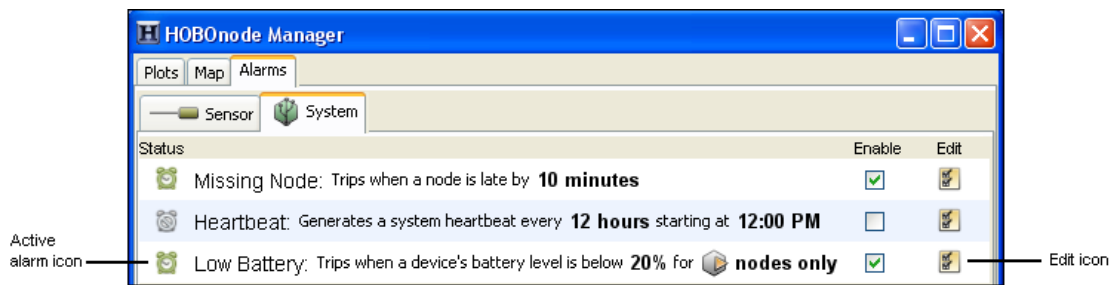 HOBOnode Manager
Plots Map Alarms
Sensor System
Status Enable Edit
Missing Node: Trips when a node is late by 10 minutes
Heartbeat: Generates a system heartbeat every 12 hours starting at 12:00 PM
Active
alarm icon
Low Battery: Trips when a device's battery level is below 20% for nodes only
Edit icon